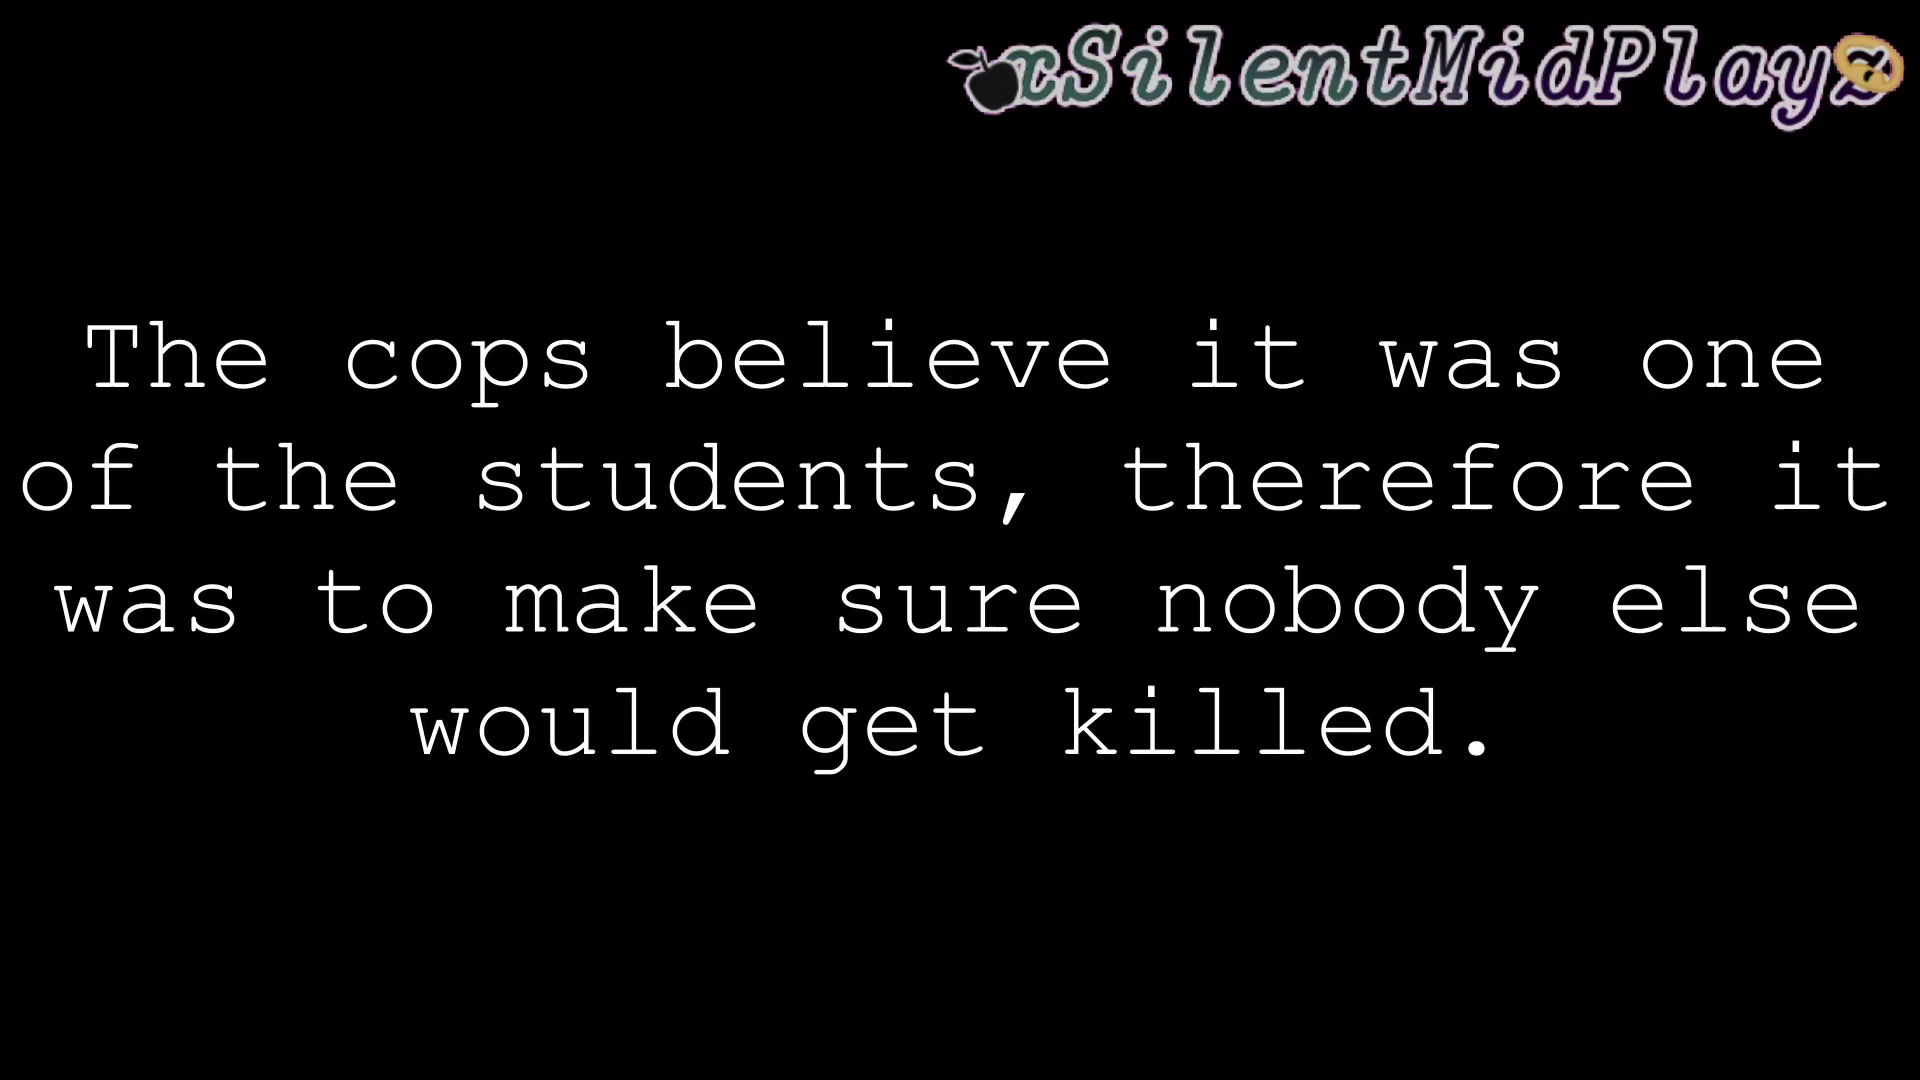 xSilentMidPlayz
The cops believe it was one
of the students, therefore it
was to make sure nobody else
would get killed.